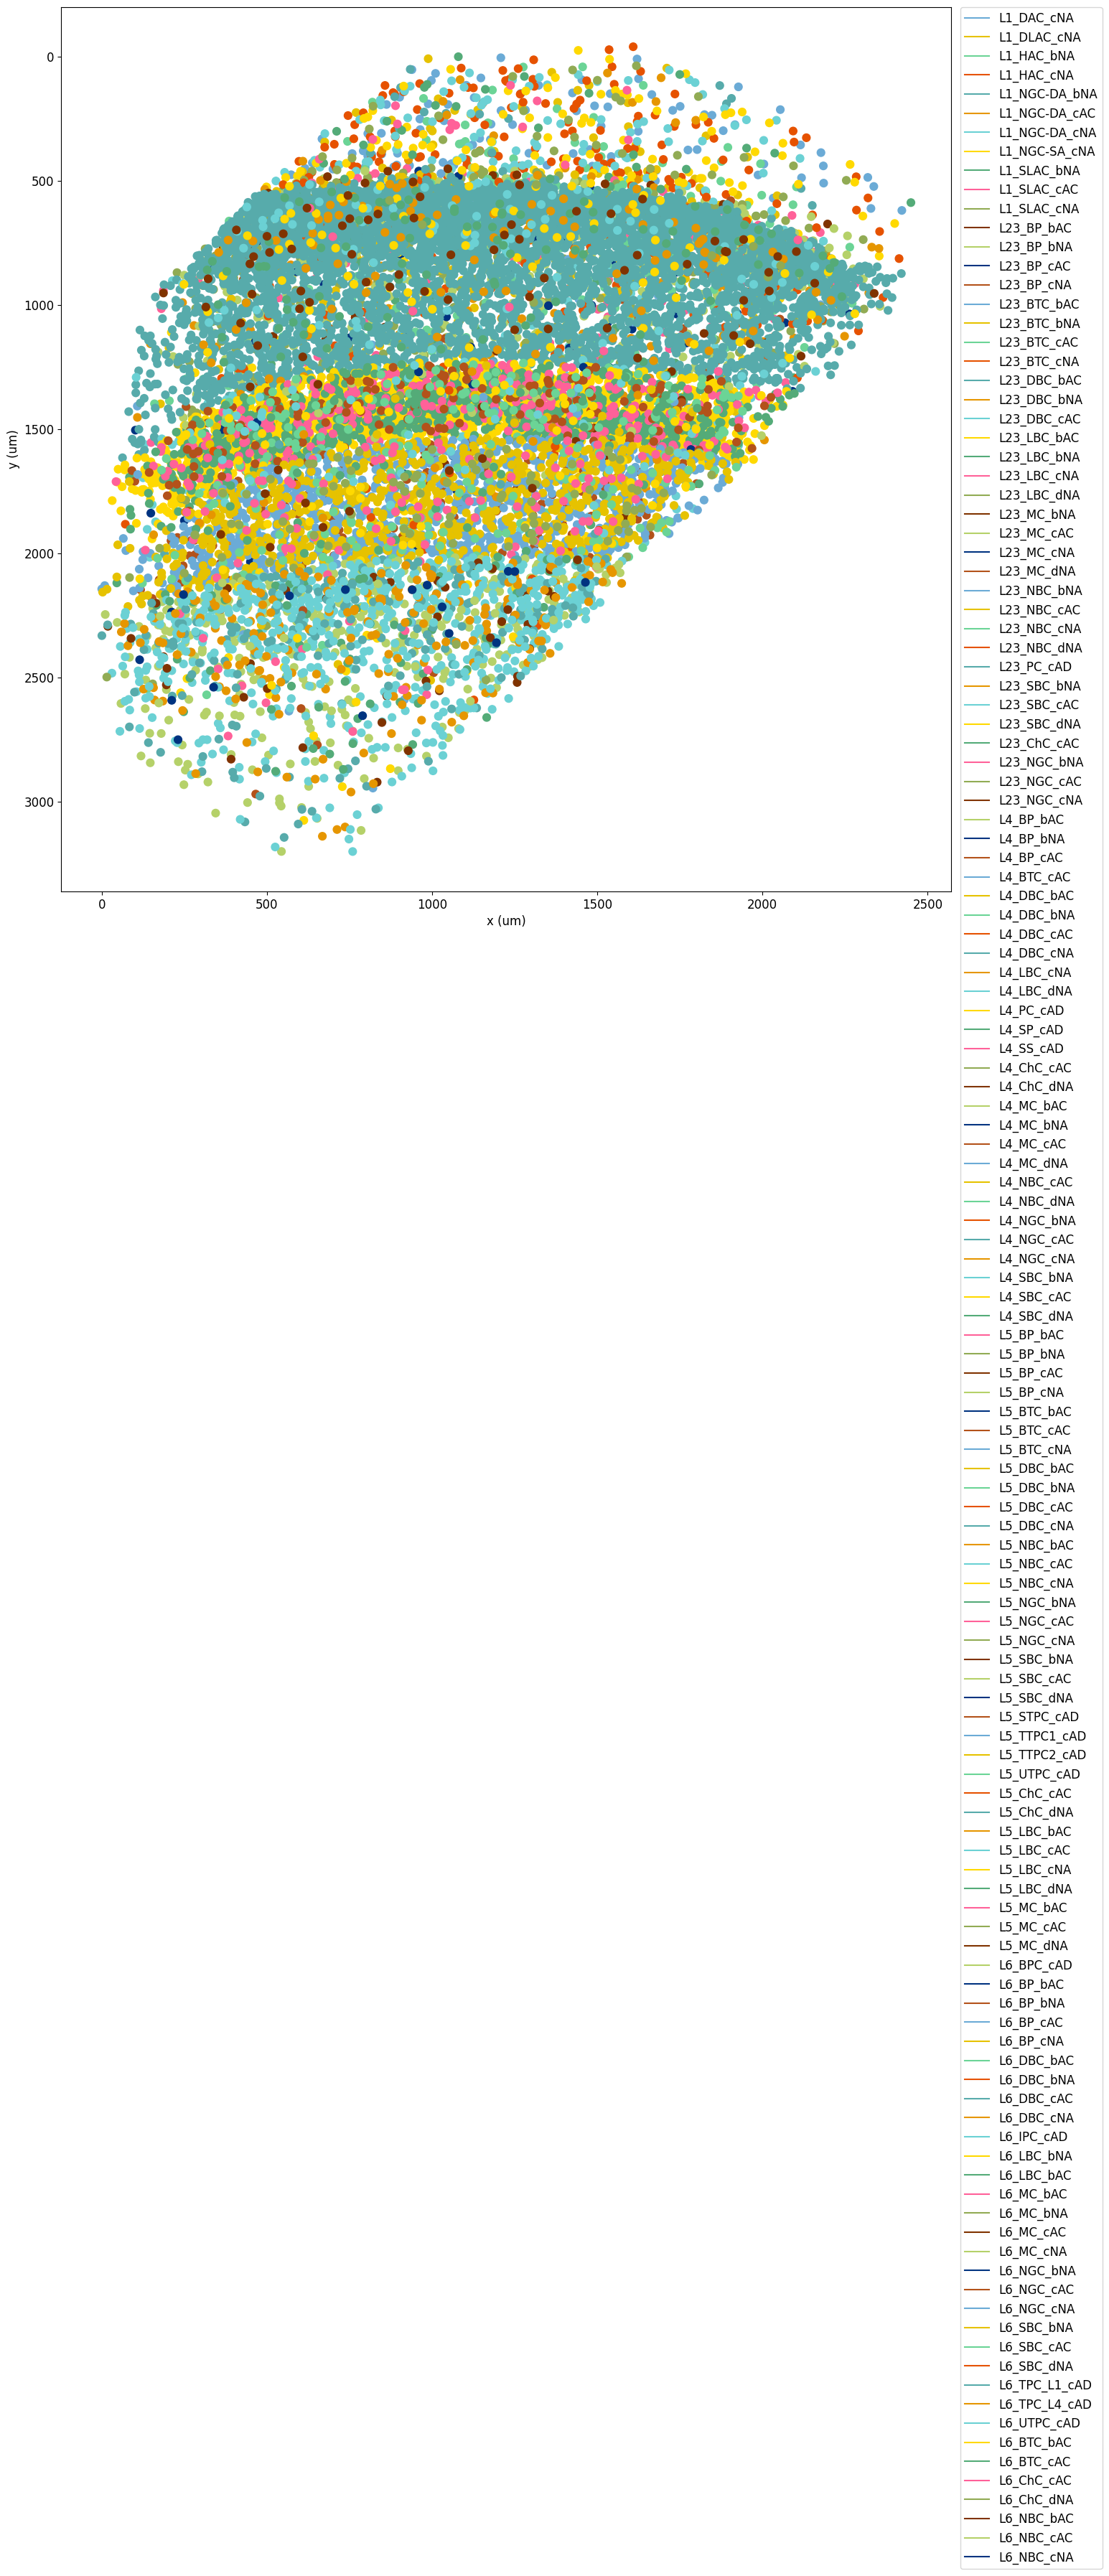 0
500
1000
1500
2000
2500
3000
y (um)
0
500
1000
1500
2000
2500
x (um)
L1_DAC_cNA
L1_DLAC_cNA
L1_HAC_bNA
L1_HAC_cNA
L1_NGC-DA_bNA
L1_NGC-DA_cAC
L1_NGC-DA_cNA
L1_NGC-SA_cNA
L1_SLAC_bNA
L1_SLAC_cAC
L1_SLAC_cNA
L23_BP_bAC
L23_BP_bNA
L23_BP_cAC
L23_BP_cNA
L23_BTC_bAC
L23_BTC_bNA
L23_BTC_cAC
L23_BTC_cNA
L23_DBC_bAC
L23_DBC_bNA
L23_DBC_cAC
L23_LBC_bAC
L23_LBC_bNA
L23_LBC_cNA
L23_LBC_dNA
L23_MC_bNA
L23_MC_cAC
L23_MC_cNA
L23_MC_dNA
L23_NBC_bNA
L23_NBC_cAC
L23_NBC_cNA
L23_NBC_dNA
L23_PC_cAD
L23_SBC_bNA
L23_SBC_cAC
L23_SBC_dNA
L23_ChC_cAC
L23_NGC_bNA
L23_NGC_cAC
L23_NGC_cNA
L4_BP_bAC
L4_BP_bNA
L4_BP_cAC
L4_BTC_cAC
L4_DBC_bAC
L4_DBC_bNA
L4_DBC_cAC
L4_DBC_cNA
L4_LBC_cNA
L4_LBC_dNA
L4_PC_cAD
L4_SP_cAD
L4_SS_cAD
L4_ChC_cAC
L4_ChC_dNA
L4_MC_bAC
L4_MC_bNA
L4_MC_cAC
L4_MC_dNA
L4_NBC_cAC
L4_NBC_dNA
L4_NGC_bNA
L4_NGC_cAC
L4_NGC_cNA
L4_SBC_bNA
L4_SBC_cAC
L4_SBC_dNA
L5_BP_bAC
L5_BP_bNA
L5_BP_cAC
L5_BP_cNA
L5_BTC_bAC
L5_BTC_cAC
L5_BTC_cNA
L5_DBC_bAC
L5_DBC_bNA
L5_DBC_cAC
L5_DBC_cNA
L5_NBC_bAC
L5_NBC_cAC
L5_NBC_cNA
L5_NGC_bNA
L5_NGC_cAC
L5_NGC_cNA
L5_SBC_bNA
L5_SBC_cAC
L5_SBC_dNA
L5_STPC_cAD
L5_TTPC1_cAD
L5_TTPC2_cAD
L5_UTPC_cAD
L5_ChC_cAC
L5_ChC_dNA
L5_LBC_bAC
L5_LBC_cAC
L5_LBC_cNA
L5_LBC_dNA
L5_MC_bAC
L5_MC_cAC
L5_MC_dNA
L6_BPC_cAD
L6_BP_bAC
L6_BP_bNA
L6_BP_cAC
L6_BP_cNA
L6_DBC_bAC
L6_DBC_bNA
L6_DBC_cAC
L6_DBC_cNA
L6_IPC_cAD
L6_LBC_bNA
L6_LBC_bAC
L6_MC_bAC
L6_MC_bNA
L6_MC_cAC
L6_MC_cNA
L6_NGC_bNA
L6_NGC_cAC
L6_NGC_cNA
L6_SBC_bNA
L6_SBC_cAC
L6_SBC_dNA
L6_TPC_L1_cAD
L6_TPC_L4_cAD
L6_UTPC_cAD
L6_BTC_bAC
L6_BTC_cAC
L6_ChC_cAC
L6_ChC_dNA
L6_NBC_bAC
L6_NBC_cAC
L6_NBC_cNA